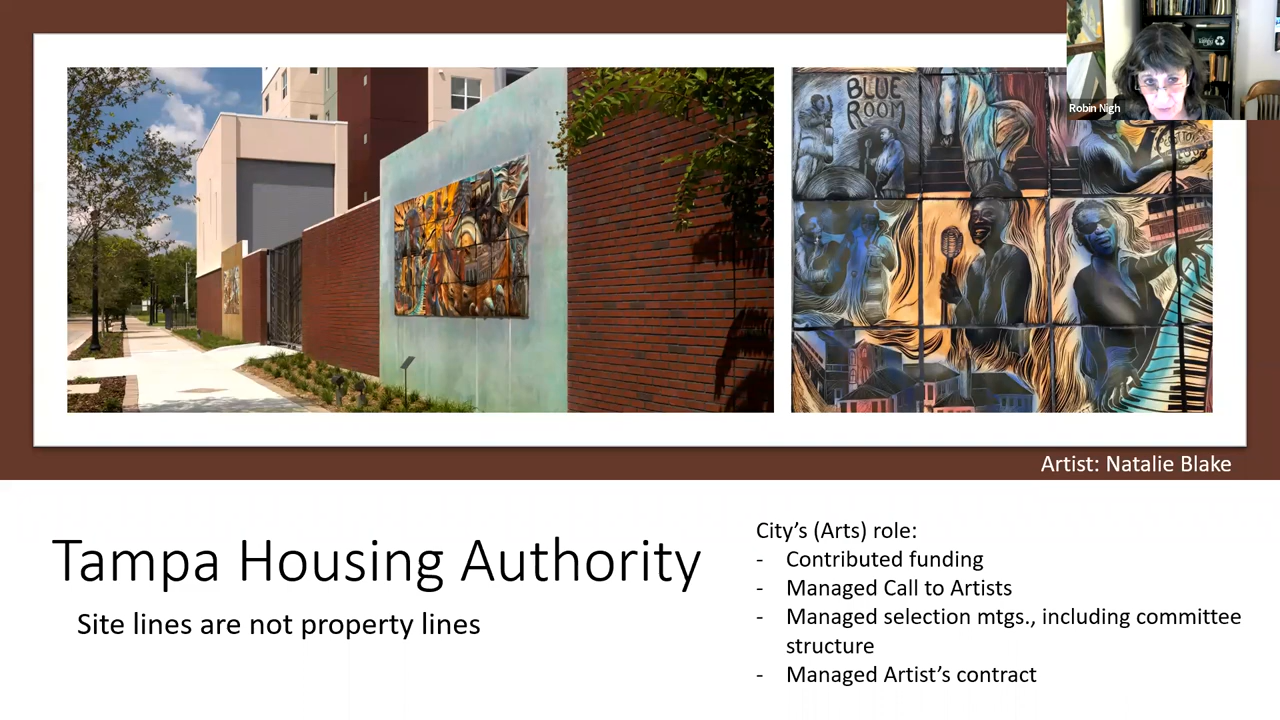 Robin Nigh
BLUE
ROOM
Artist: Natalie Blake
Tampa Housing Authority
Site lines are not property lines
City’s (Arts) role:
- Contributed funding
- Managed Call to Artists
- Managed selection mtgs., including committee
structure
- Managed Artist’s contract